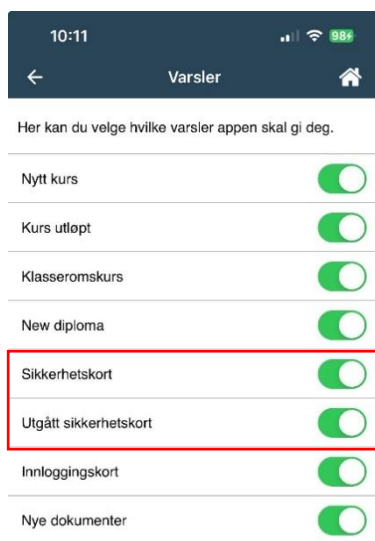 10:11
98
Varsler
Her kan du velge hvilke varsler appen skal gi deg.
Nytt kurs
Kurs utløpt
Klasseromskurs
New diploma
Sikkerhetskort
Utgått sikkerhetskort
Innloggingskort
Nye dokumenter